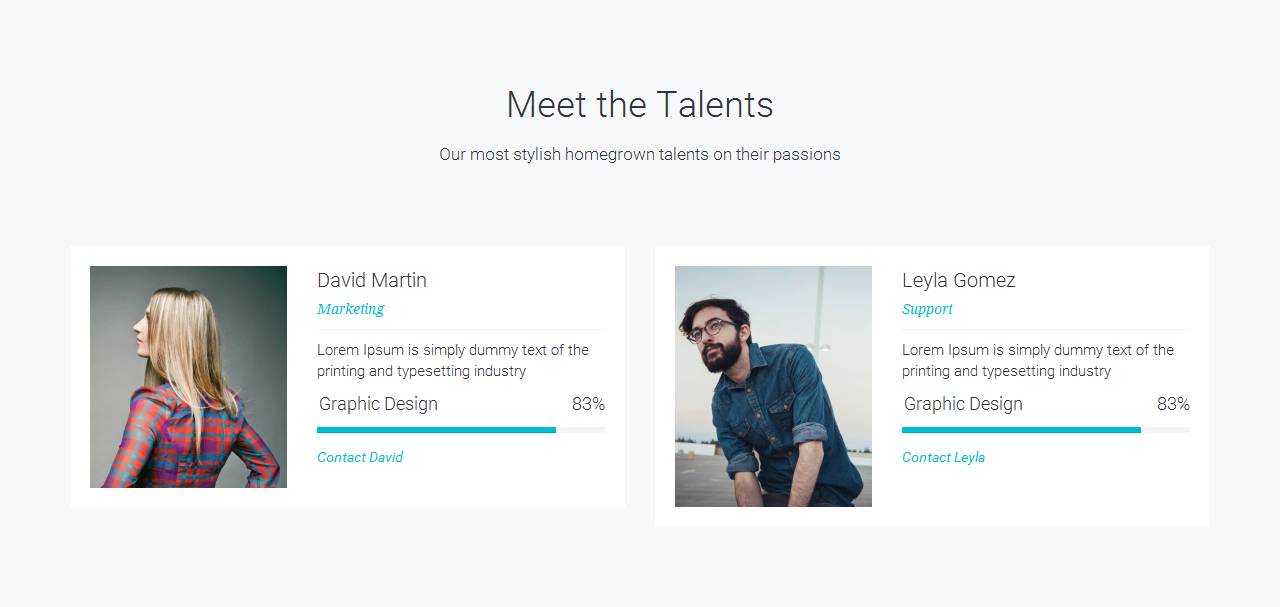 Meet the Talents
Our most stylish homegrown talents on their passions
David Martin
Marketing
Lorem Ipsum is simply dummy text of the
printing and typesetting industry
Graphic Design 83%
Contact David
Leyla Gomez
Support
Lorem Ipsum is simply dummy text of the
printing and typesetting industry
Graphic Design 83%
Contact Leyla